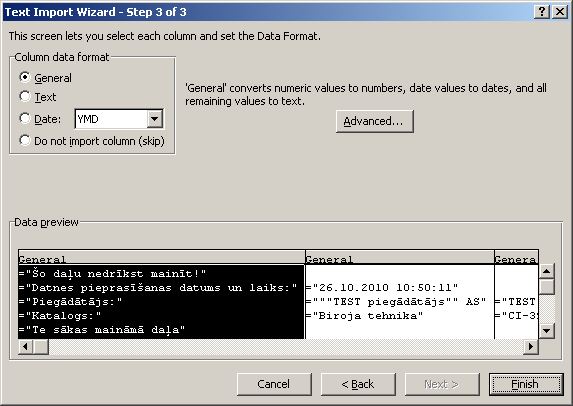 Text Import Wizard - Step 3 of 3
This screen lets you select each column and set the Data Format.
Column data format
General
Text
Date: YMD
Do not import column (skip)
'General' converts numeric values to numbers, date values to dates, and all
remaining values to text.
Advanced...
Data preview
General General Genera
="Šo daļu nedrīkst mainīt!"
="Datnes pieprasīšanas datums un laiks:" ="26.10.2010 10:50:11"
="Piegādātājs:" ="""TEST piegādātājs"" AS" ="TEST
="Katalogs:" ="Biroja tehnika" ="CI-3
="Te sākas maināmā daļa"
Cancel < Back Next > Finish